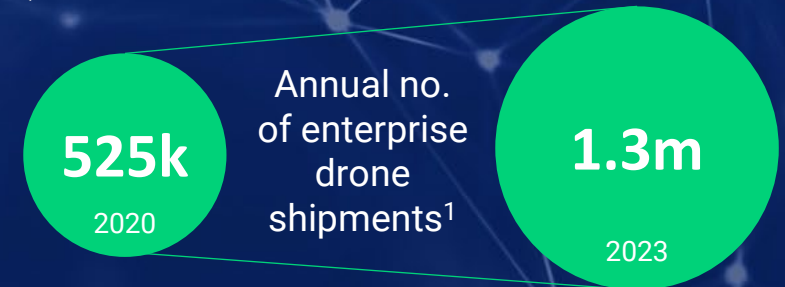 525k
2020
Annual no.
of enterprise
drone
shipments¹
1.3m
2023